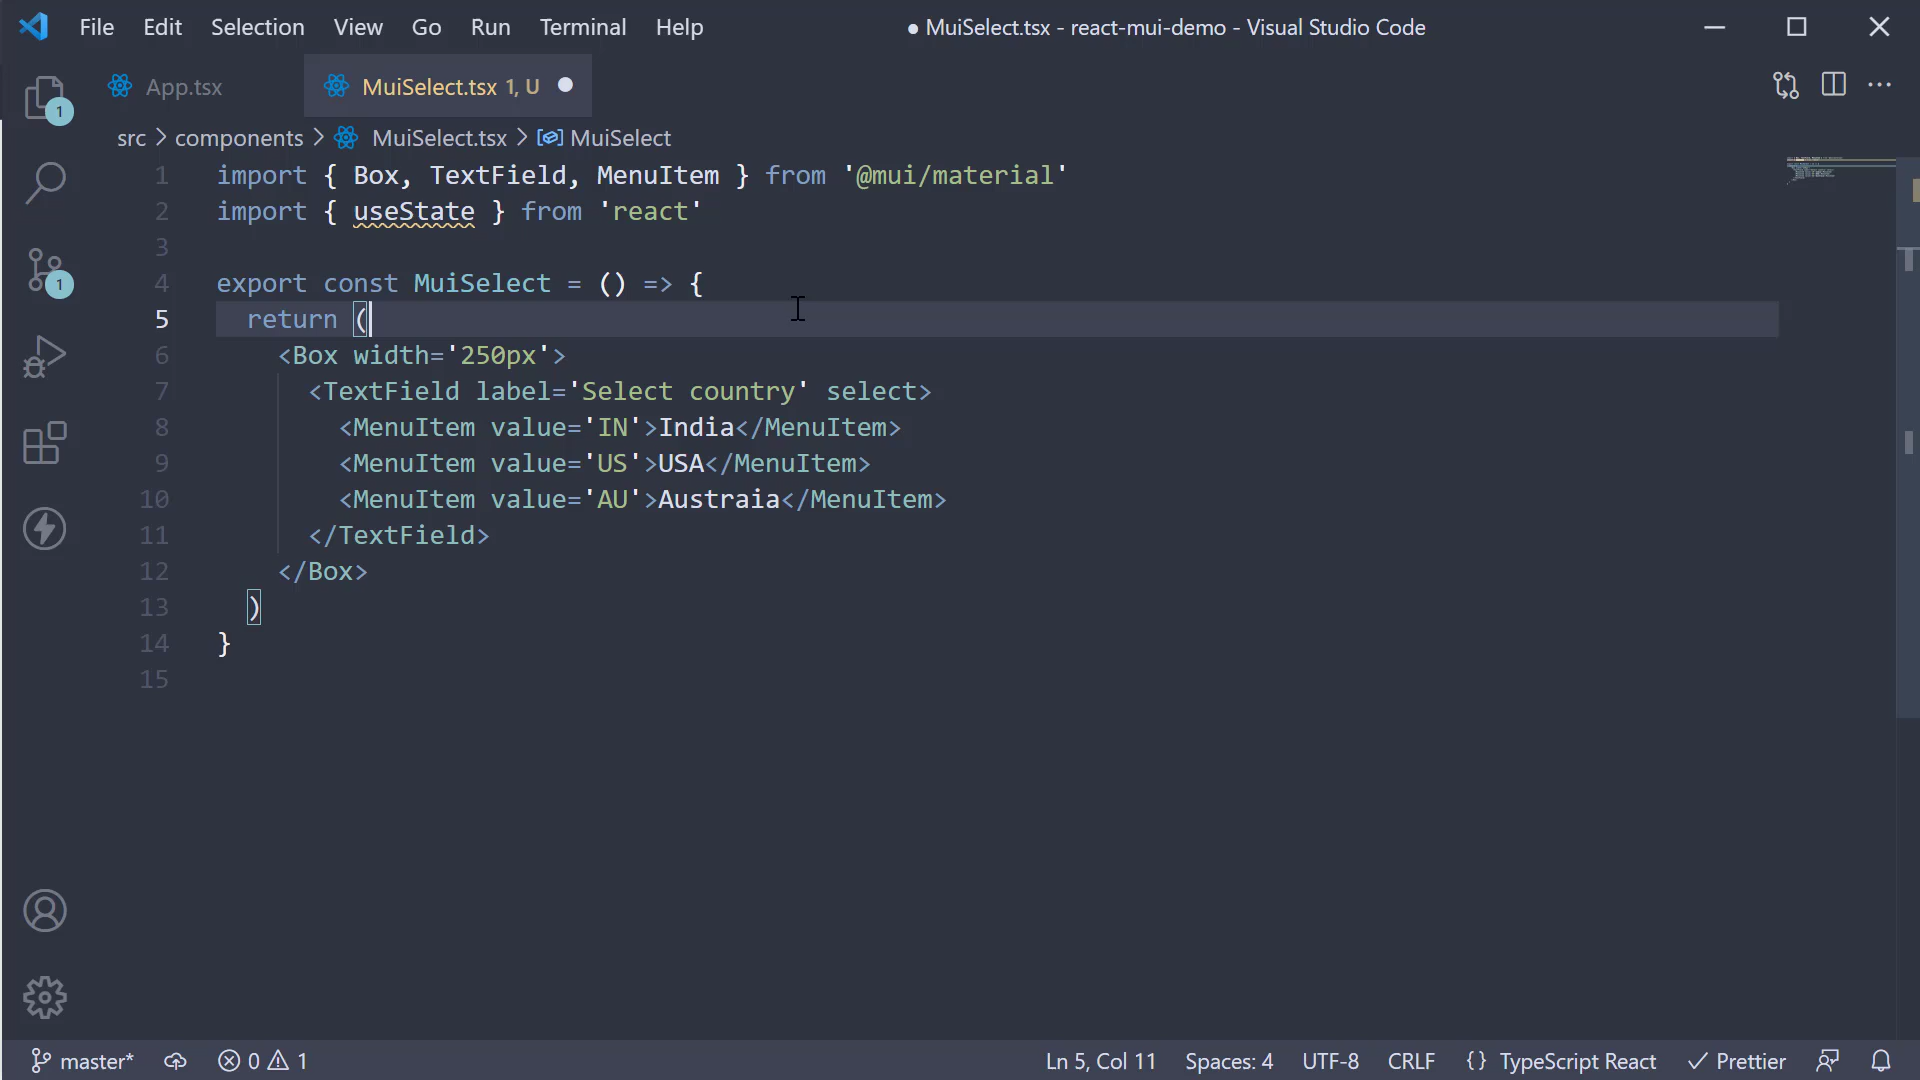 File Edit Selection View Go Run Terminal Help ● MuiSelect.tsx - react-mui-demo - Visual Studio Code
App.tsx MuiSelect.tsx 1, U
src > components > MuiSelect.tsx > MuiSelect
1 import { Box, TextField, MenuItem } from '@mui/material'
2 import { useState } from 'react'
3
4 export const MuiSelect = () => {
5 return (
6 <Box width='250px'>
7 <TextField label='Select country' select>
8 <MenuItem value='IN'>India</MenuItem>
9 <MenuItem value='US'>USA</MenuItem>
10 <MenuItem value='AU'>Austraia</MenuItem>
11 </TextField>
12 </Box>
13 )
14 }
15
1
1
master* 0 1 Ln 5, Col 11 Spaces: 4 UTF-8 CRLF {} TypeScript React ✓ Prettier